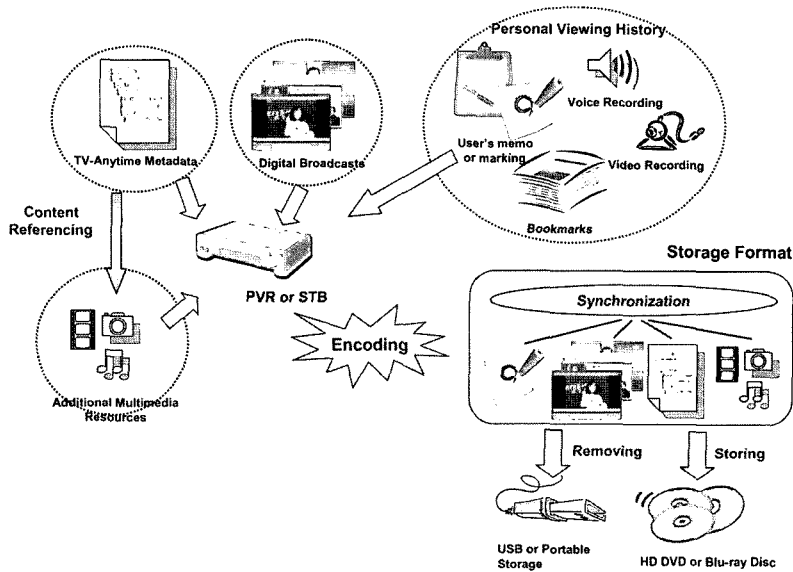 Personal Viewing History
Voice Recording
TV-Anytime Metadata
Digital Broadcasts
User's memo
or marking
Video Recording
Bookmarks
Content
Referencing
PVR or STB
Storage Format
Synchronization
Encoding
Additional Multimedia
Resources
Removing
Storing
USB or Portable
Storage
HD DVD or Blu-ray Disc